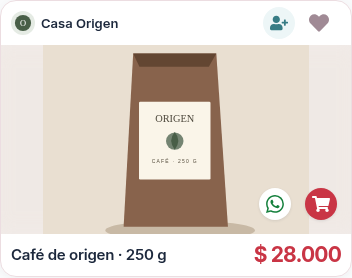 O
Casa Origen
ORIGEN
CAFÉ · 250 G
Café de origen · 250 g
$ 28.000